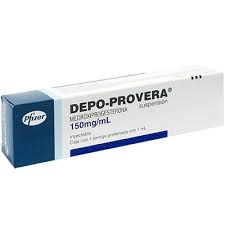 Pfizer
DEPO-PROVERA®
suspensión
MEDROXIPROGESTERONA
150mg/mL
Inyectable
Caja con 1 jeringa prellenada con 1 mL